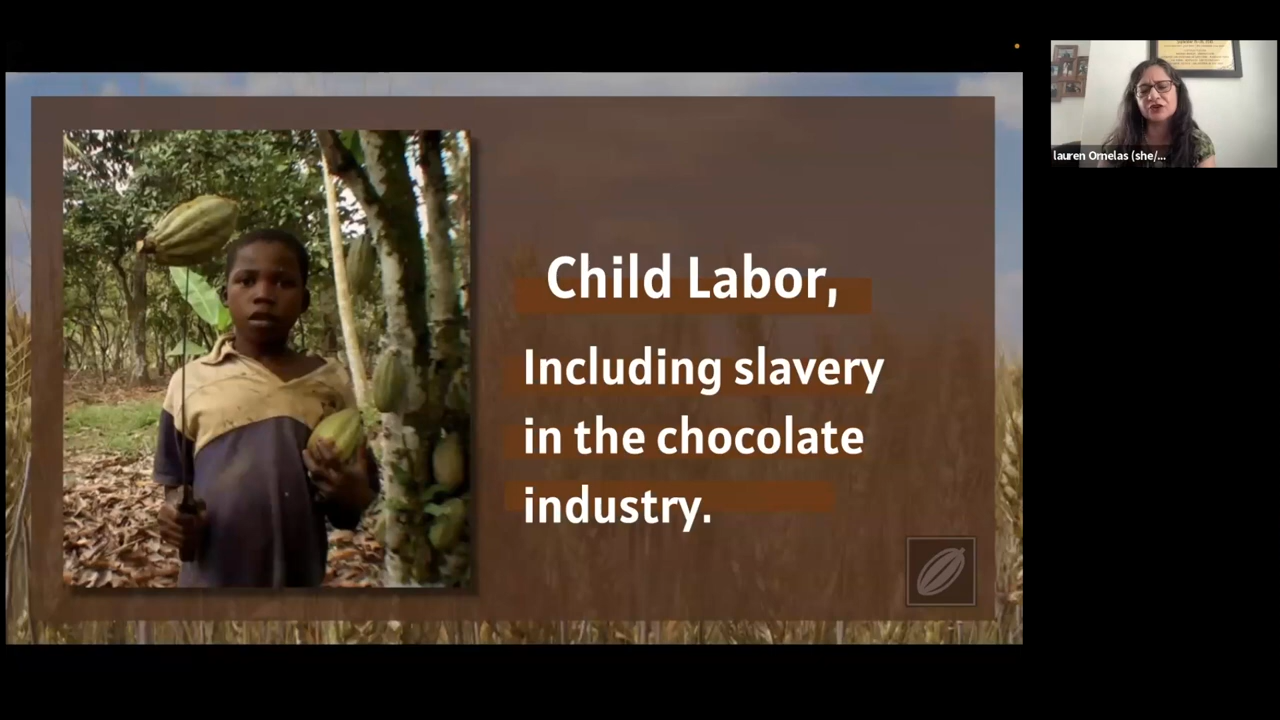 Child Labor,
Including slavery
in the chocolate
industry.
lauren Ornelas (she/...